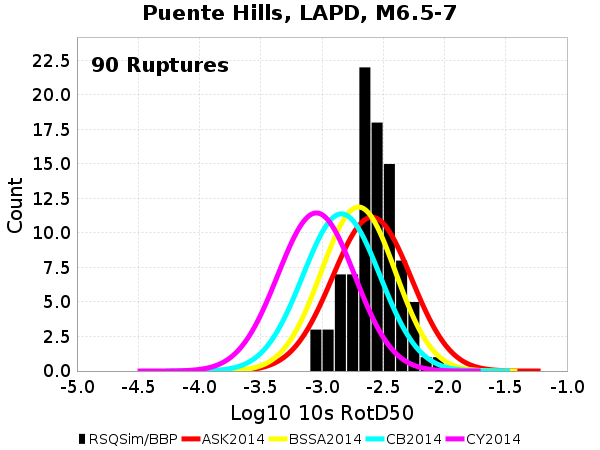 Puente Hills, LAPD, M6.5-7
90 Ruptures
Count
22.5
20.0
17.5
15.0
12.5
10.0
7.5
5.0
2.5
0.0
-5.0 -4.5 -4.0 -3.5 -3.0 -2.5 -2.0 -1.5 -1.0
Log10 10s RotD50
RSQSim/BBP ASK2014 BSSA2014 CB2014 CY2014